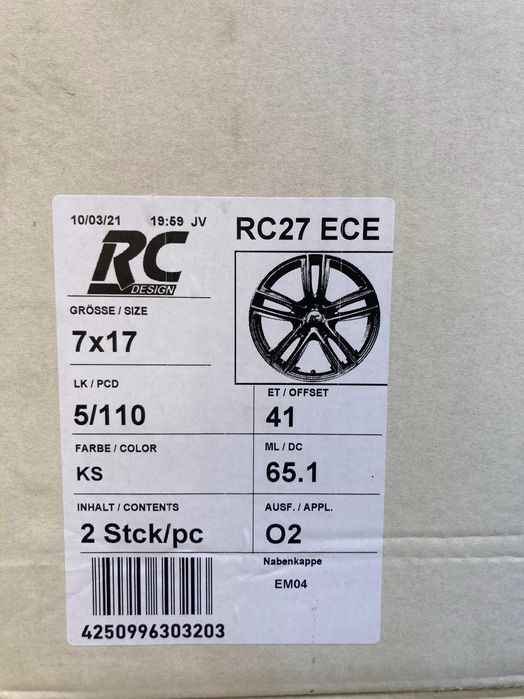 10/03/21 19:59 JV
RC
DESIGN
RC27 ECE
GRÖSSE / SIZE
7x17
LK / PCD
5/110
ET / OFFSET
41
FARBE / COLOR
KS
ML / DC
65.1
INHALT / CONTENTS
2 Stck/pc
AUSF. / APPL.
O2
Nabenkappe
EM04
4250996303203